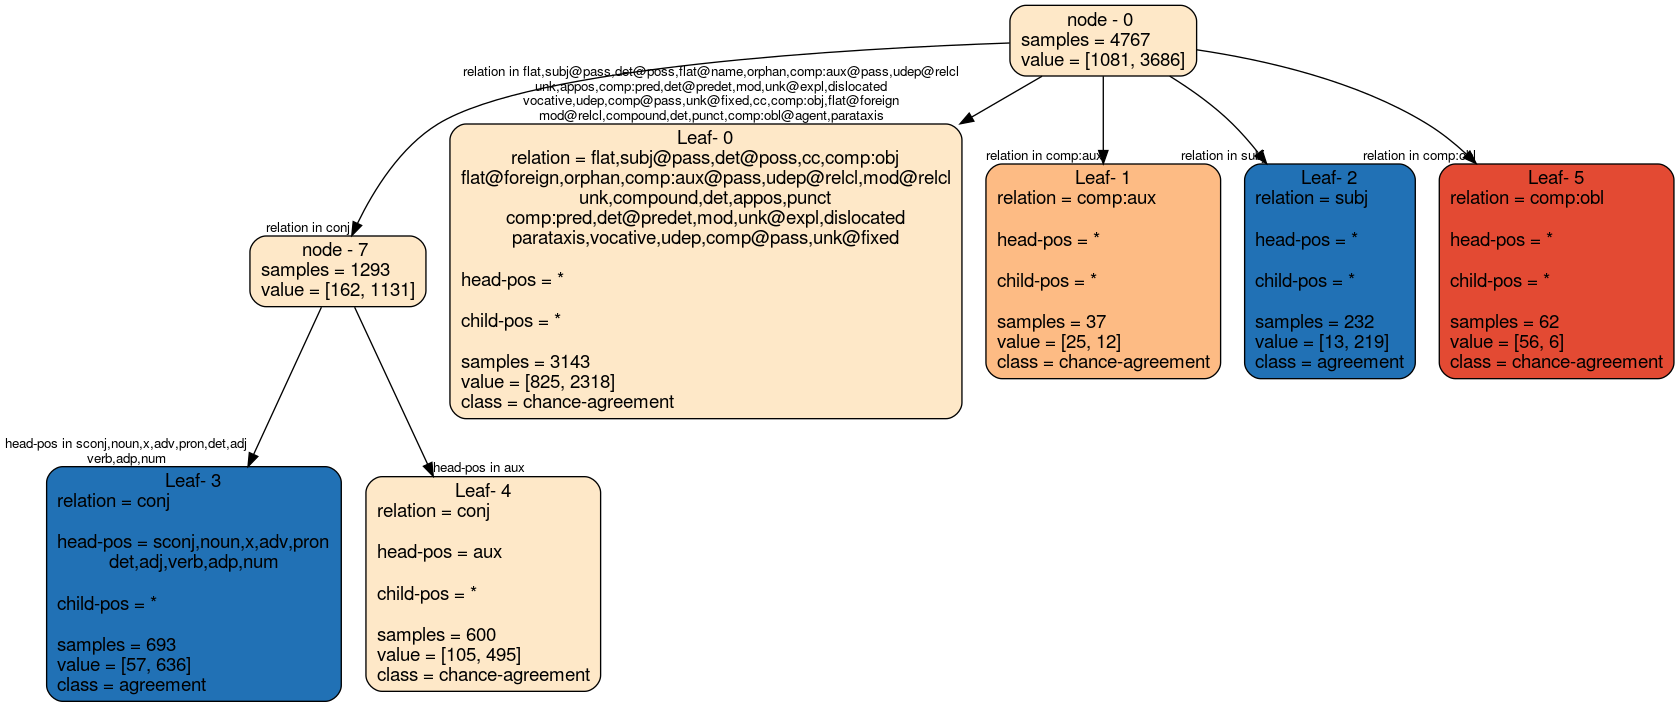 node - 0
samples = 4767
value = [1081, 3686]
relation in flat,subj@pass,det@poss,flat@name,orphan,comp:aux@pass,udep@relcl
unk,appos,comp:pred,det@predet,mod,unk@expl,dislocated
vocative,udep,comp@pass,unk@fixed,cc,comp:obj,flat@foreign
mod@relcl,compound,det,punct,comp:obl@agent,parataxis
relation in comp:aux
relation in subj
relation in comp:obl
relation in conj
Leaf- 0
relation = flat,subj@pass,det@poss,cc,comp:obj
flat@foreign,orphan,comp:aux@pass,udep@relcl,mod@relcl
unk,compound,det,appos,punct
comp:pred,det@predet,mod,unk@expl,dislocated
parataxis,vocative,udep,comp@pass,unk@fixed
head-pos = *
child-pos = *
samples = 3143
value = [825, 2318]
class = chance-agreement
Leaf- 1
relation = comp:aux
head-pos = *
child-pos = *
samples = 37
value = [25, 12]
class = chance-agreement
Leaf- 2
relation = subj
head-pos = *
child-pos = *
samples = 232
value = [13, 219]
class = agreement
Leaf- 5
relation = comp:obl
head-pos = *
child-pos = *
samples = 62
value = [56, 6]
class = chance-agreement
node - 7
samples = 1293
value = [162, 1131]
head-pos in sconj,noun,x,adv,pron,det,adj
verb,adp,num
head-pos in aux
Leaf- 3
relation = conj
head-pos = sconj,noun,x,adv,pron
det,adj,verb,adp,num
child-pos = *
samples = 693
value = [57, 636]
class = agreement
Leaf- 4
relation = conj
head-pos = aux
child-pos = *
samples = 600
value = [105, 495]
class = chance-agreement